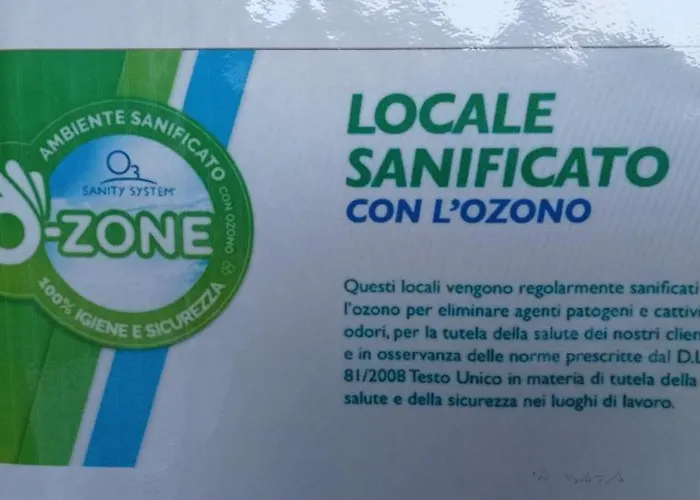 AMBIENTE SANIFICATO
CON OZONO
O3
SANITY SYSTEM
-ZONE
100% IGIENE E SICUREZZA
LOCALE
SANIFICATO
CON L'OZONO
Questi locali vengono regolarmente sanificati
l'ozono per eliminare agenti patogeni e cattivi
odori, per la tutela della salute dei nostri clien
e in osservanza delle norme prescritte dal D.L
81/2008 Testo Unico in materia di tutela della
salute e della sicurezza nei luoghi di lavoro.